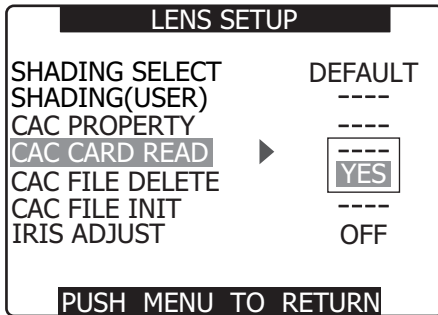 LENS SETUP
SHADING SELECT DEFAULT
SHADING(USER) ----
CAC PROPERTY ----
CAC CARD READ ▶ ----
CAC FILE DELETE YES
CAC FILE INIT ----
IRIS ADJUST OFF
PUSH MENU TO RETURN